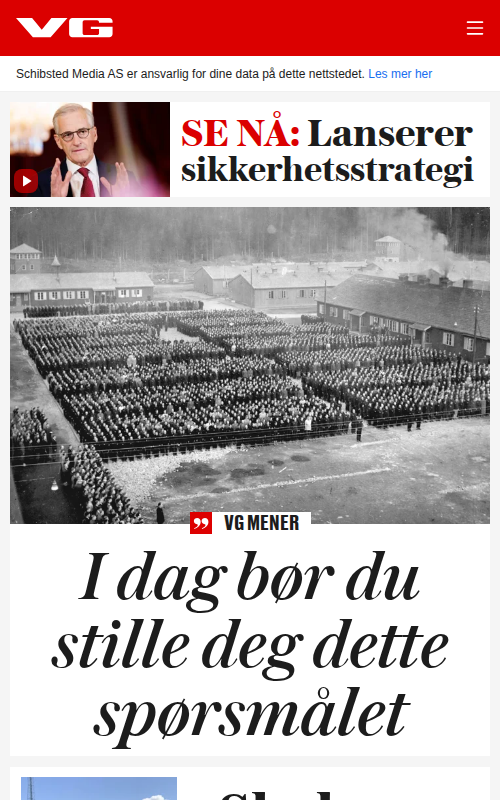 VG
Schibsted Media AS er ansvarlig for dine data på dette nettstedet. Les mer her
SE NÅ: Lanserer
sikkerhetsstrategi
VG MENER
I dag bør du
stille deg dette
spørsmålet